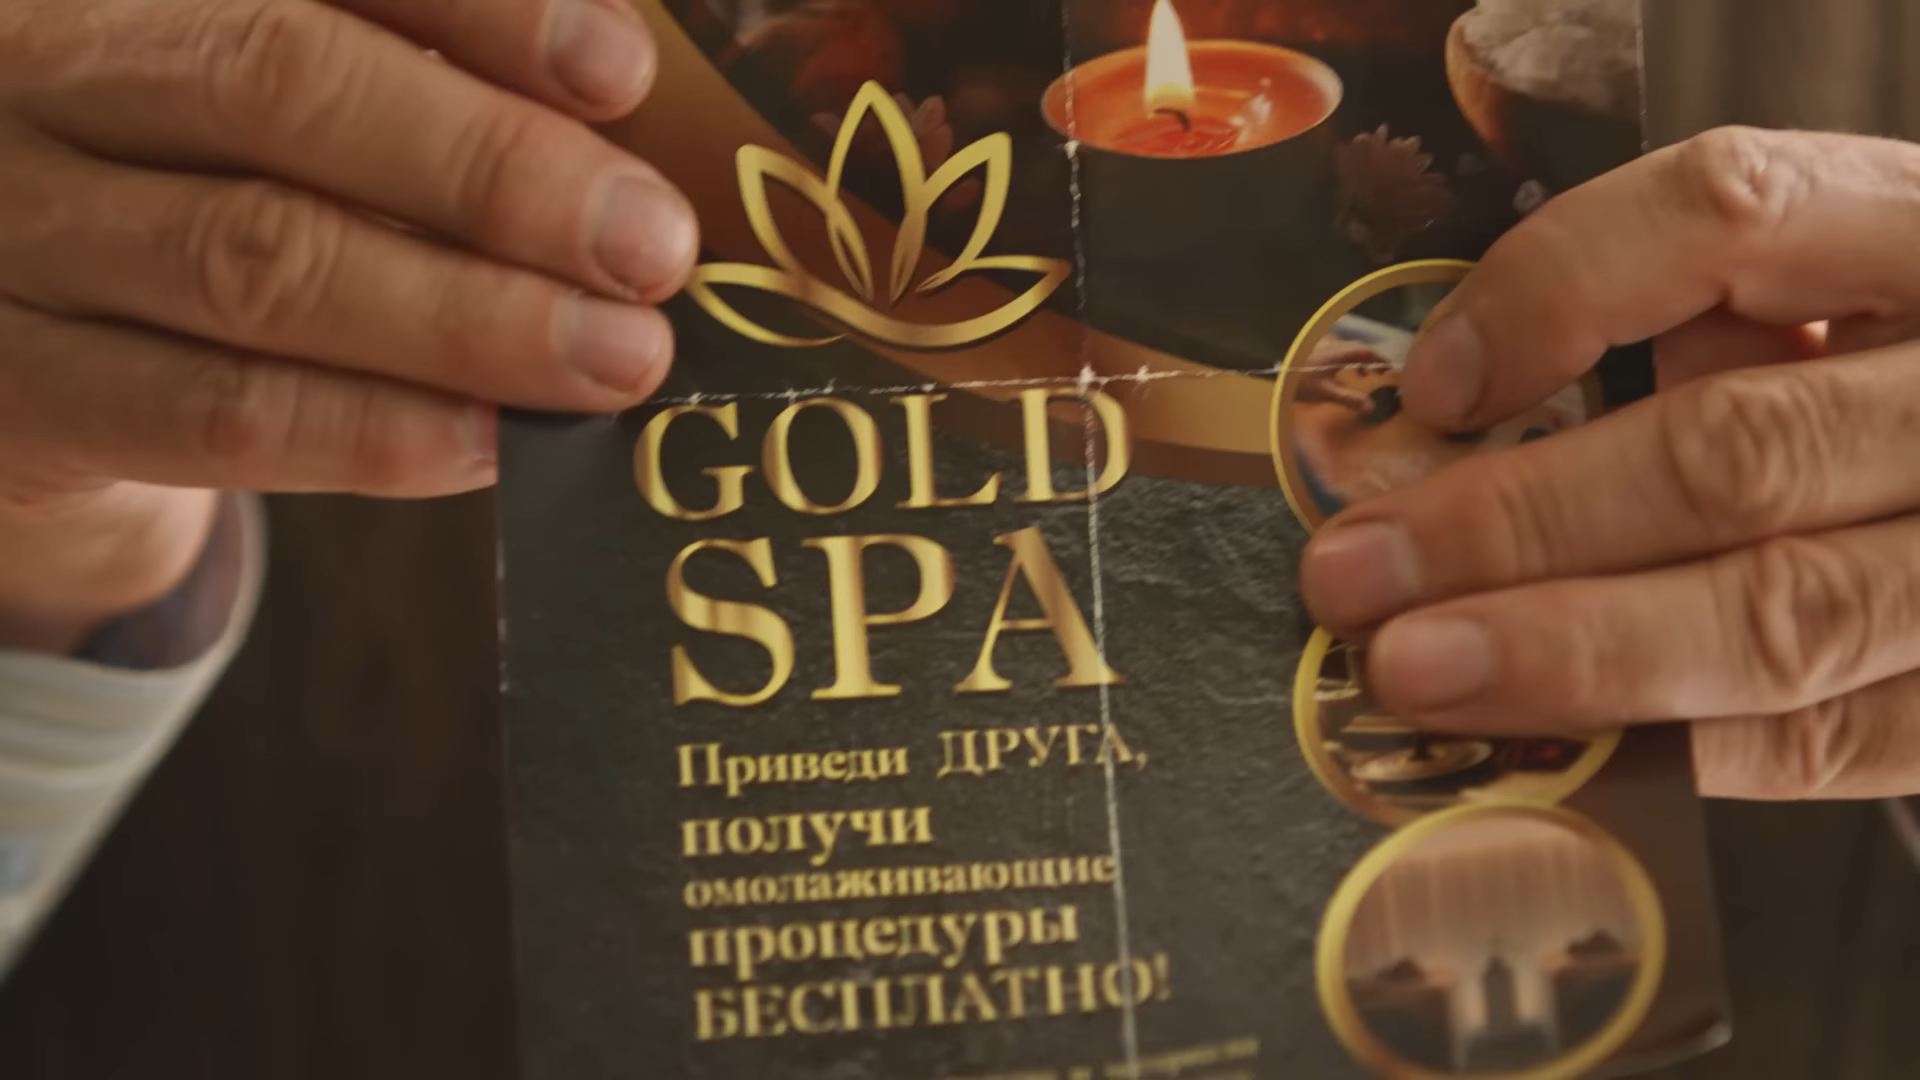 GOLD
SPA
Приведи ДРУГА,
получи
омолаживающие
процедуры
БЕСПЛАТНО!